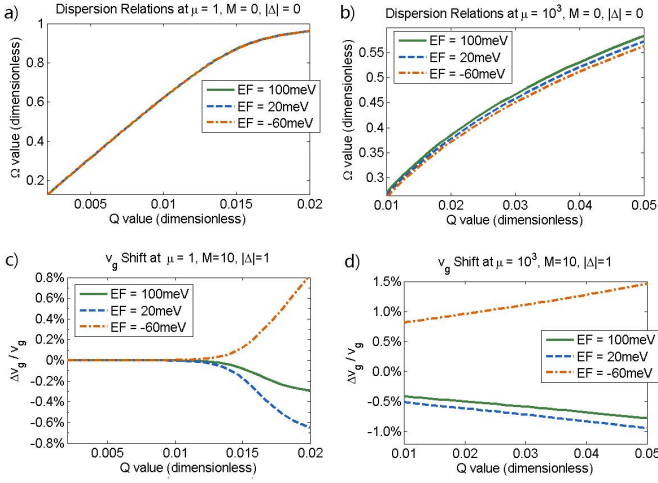 a) Dispersion Relations at μ = 1, M = 0, |Δ| = 0
Ω value (dimensionless)
1
0.8
0.6
0.4
0.2
EF = 100meV
EF = 20meV
EF = -60meV
0.005 0.01 0.015 0.02
Q value (dimensionless)
b) Dispersion Relations at μ = 10³, M = 0, |Δ| = 0
Ω value (dimensionless)
0.55
0.5
0.45
0.4
0.35
0.3
EF = 100meV
EF = 20meV
EF = -60meV
0.01 0.02 0.03 0.04 0.05
Q value (dimensionless)
c) vg Shift at μ = 1, M=10, |Δ|=1
Δvg / vg
0.8%
0.6%
0.4%
0.2%
0%
-0.2%
-0.4%
-0.6%
-0.8%
EF = 100meV
EF = 20meV
EF = -60meV
0.005 0.01 0.015 0.02
Q value (dimensionless)
d) vg Shift at μ = 10³, M=10, |Δ|=1
Δvg / vg
1.5%
1.0%
0.5%
0.0%
-0.5%
-1.0%
EF = 100meV
EF = 20meV
EF = -60meV
0.01 0.02 0.03 0.04 0.05
Q value (dimensionless)